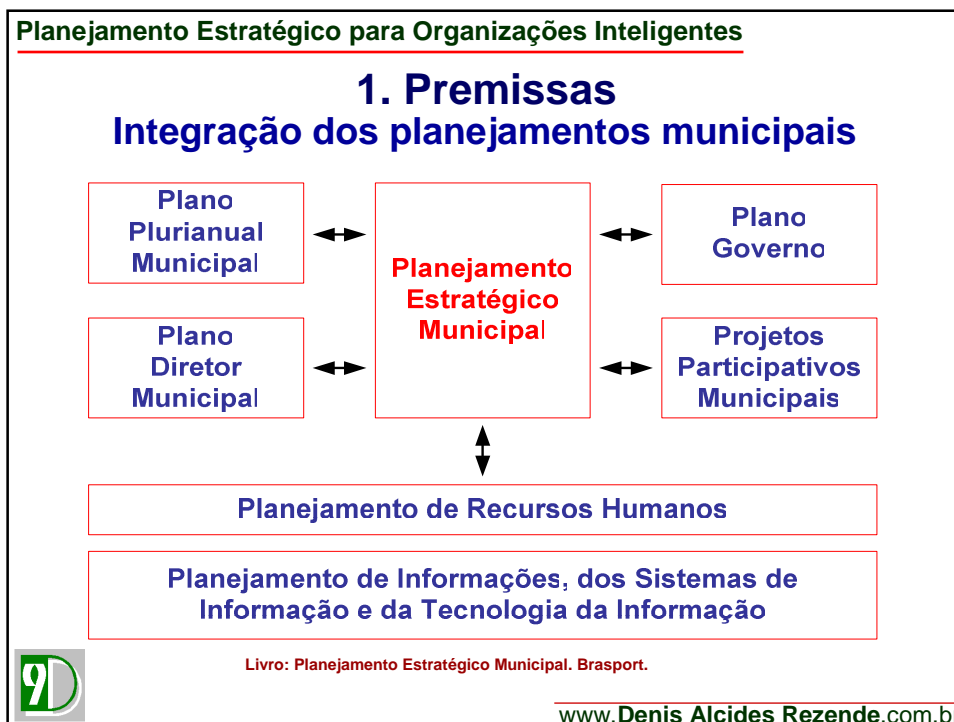 Planejamento Estratégico para Organizações Inteligentes
1. Premissas
Integração dos planejamentos municipais
Plano
Plurianual
Municipal
Planejamento
Estratégico
Municipal
Plano
Governo
Plano
Diretor
Municipal
Projetos
Participativos
Municipais
Planejamento de Recursos Humanos
Planejamento de Informações, dos Sistemas de
Informação e da Tecnologia da Informação
Livro: Planejamento Estratégico Municipal. Brasport.
www.Denis Alcides Rezende.com.b